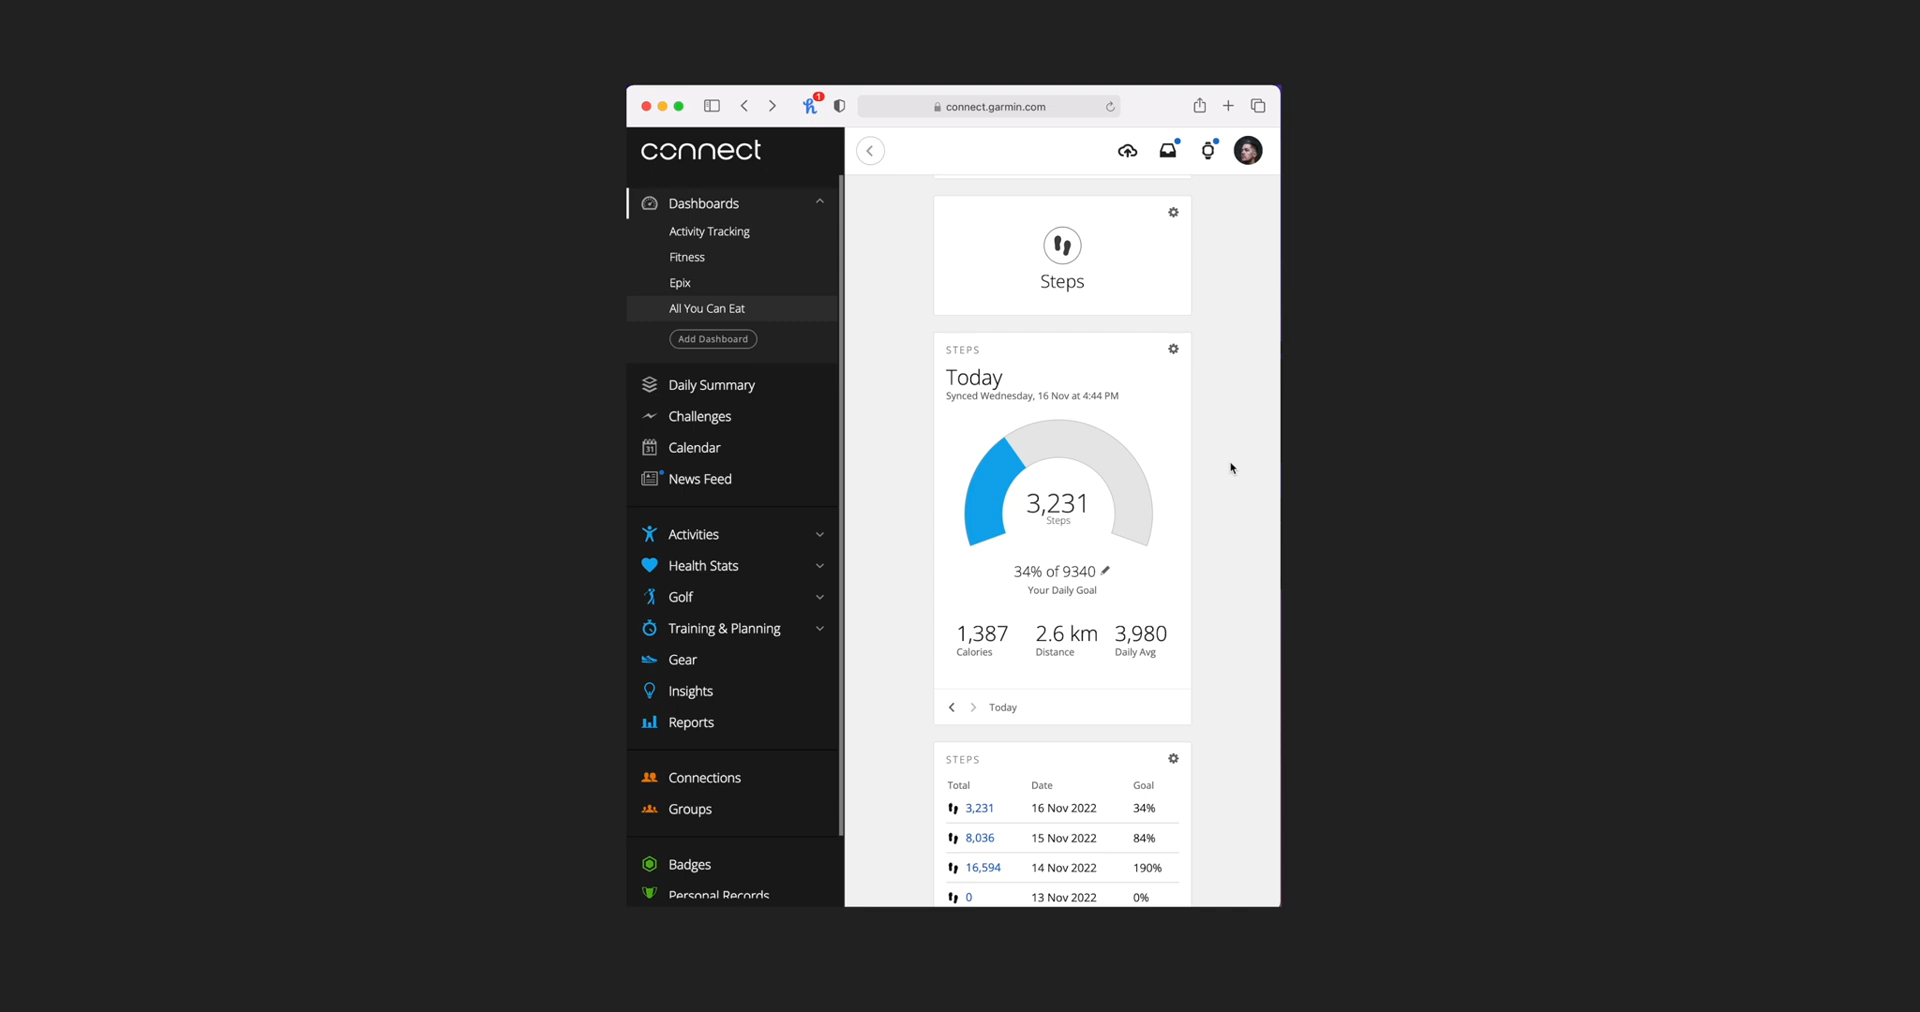 1
connect.garmin.com
connect
Dashboards
Activity Tracking
Fitness
Epix
All You Can Eat
Add Dashboard
Daily Summary
Challenges
31 Calendar
News Feed
Activities
Health Stats
Golf
Training & Planning
Gear
Insights
Reports
Connections
Groups
Badges
Personal Records
Steps
STEPS
Today
Synced Wednesday, 16 Nov at 4:44 PM
3,231
Steps
34% of 9340
Your Daily Goal
1,387 2.6 km 3,980
Calories Distance Daily Avg
Today
STEPS
Total Date Goal
3,231 16 Nov 2022 34%
8,036 15 Nov 2022 84%
16,594 14 Nov 2022 190%
0 13 Nov 2022 0%